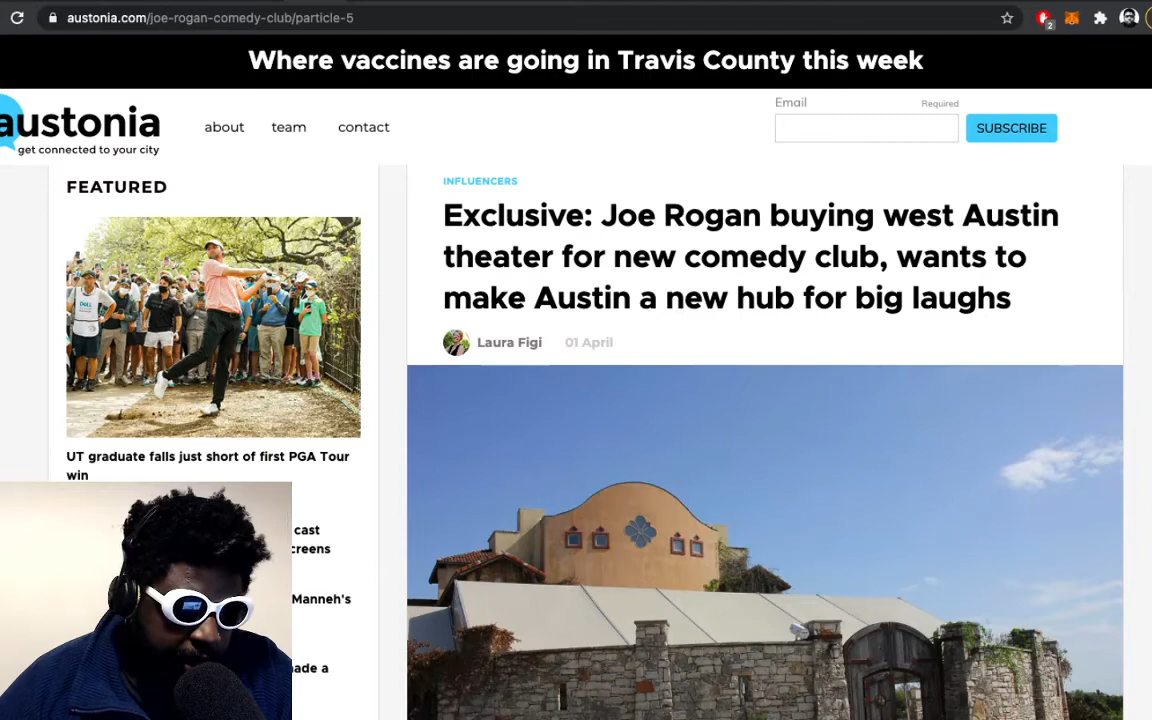 austonia.com/joe-rogan-comedy-club/particle-5
2
Where vaccines are going in Travis County this week
austonia
get connected to your city
about
team
contact
Email
Required
SUBSCRIBE
FEATURED
UT graduate falls just short of first PGA Tour
win
cast
creens
Manneh's
ade a
INFLUENCERS
Exclusive: Joe Rogan buying west Austin
theater for new comedy club, wants to
make Austin a new hub for big laughs
Laura Figi
01 April
DELL